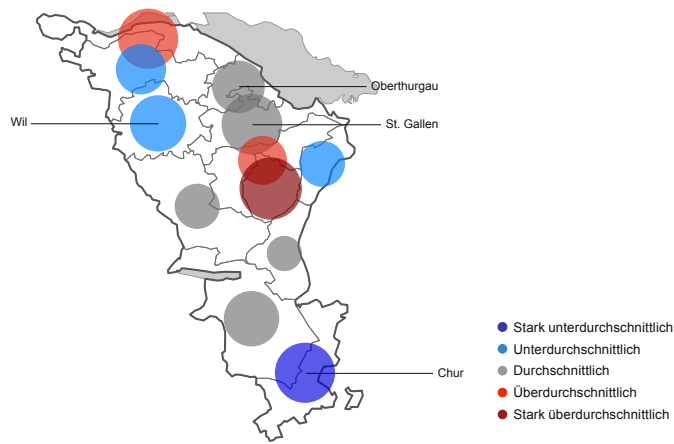 Oberthurgau
Wil
St. Gallen
Stark unterdurchschnittlich
Unterdurchschnittlich
Durchschnittlich
Chur
Überdurchschnittlich
Stark überdurchschnittlich